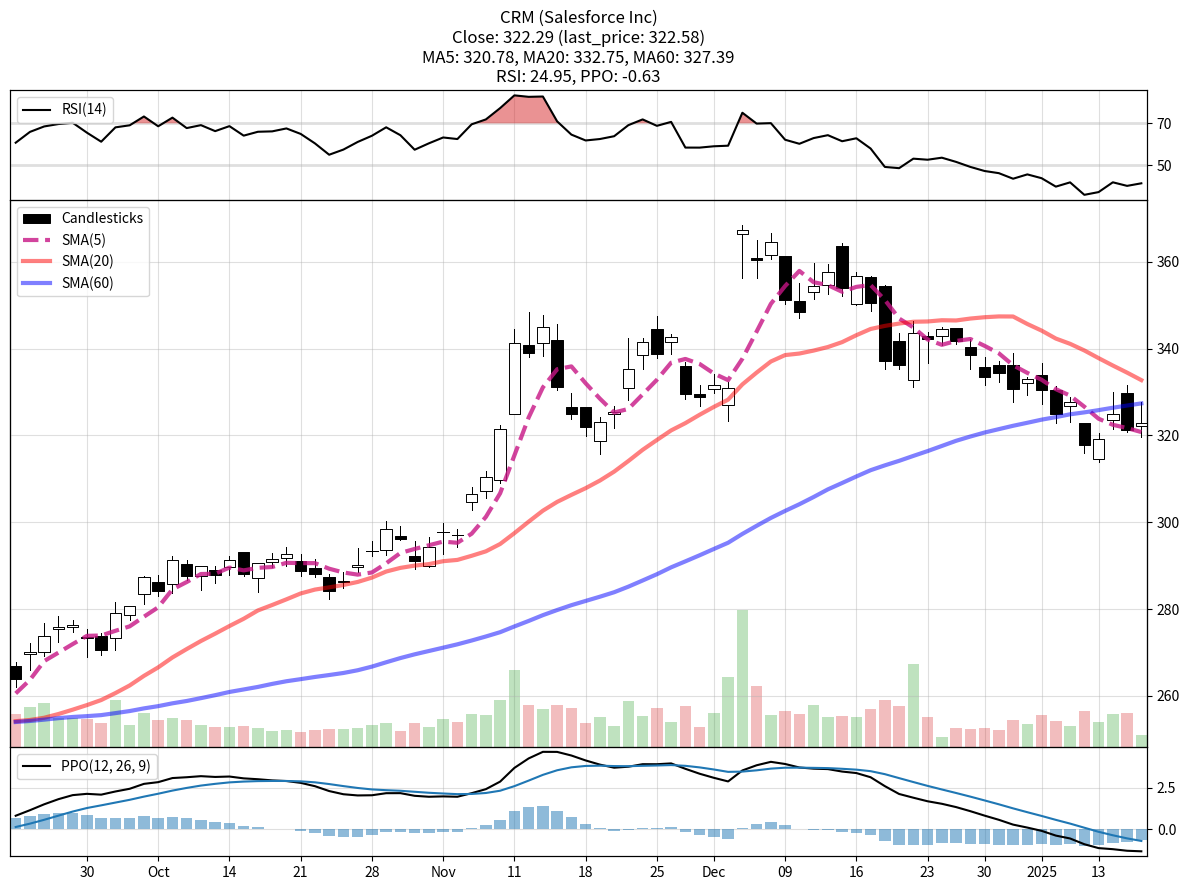 CRM (Salesforce Inc)
Close: 322.29 (last_price: 322.58)
MA5: 320.78, MA20: 332.75, MA60: 327.39
RSI: 24.95, PPO: -0.63
RSI(14)
70
50
Candlesticks
SMA(5)
SMA(20)
SMA(60)
360
340
320
300
280
260
PPO(12, 26, 9)
2.5
0.0
30 Oct 14 21 28 Nov 11 18 25 Dec 09 16 23 30 2025 13